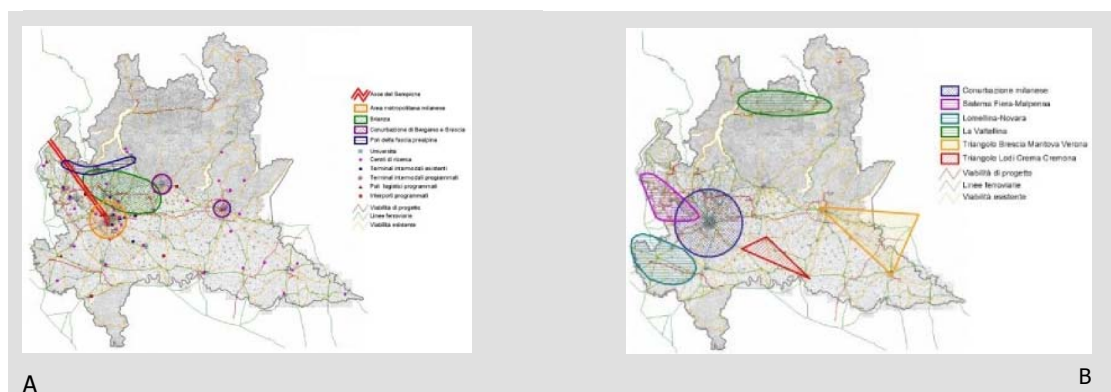 Asse del Sempione
Area metropolitana milanese
Brianza
Conurbazione di Bergamo e Brescia
Poli della fascia prealpina
Università
Centri di ricerca
Terminal intermodali esistenti
Terminal intermodali programmati
Poli logistici programmati
Interporti programmati
Viabilità di progetto
Linee ferroviarie
Viabilità esistente
A
Conurbazione milanese
Sistema Fiera-Malpensa
Lomellina-Novara
La Valtellina
Triangolo Brescia Mantova Verona
Triangolo Lodi Crema Cremona
Viabilità di progetto
Linee ferroviarie
Viabilità esistente
B